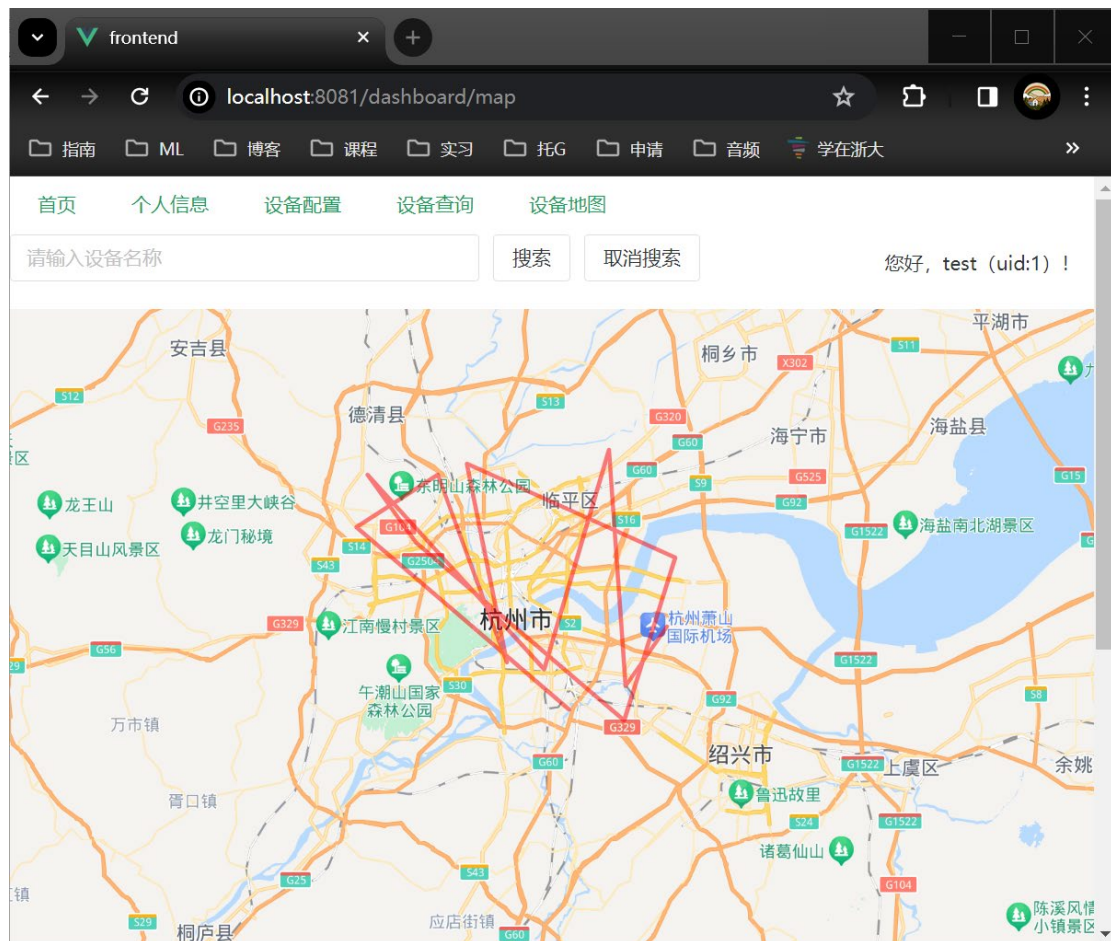 frontend
localhost:8081/dashboard/map
指南 ML 博客 课程 实习 托G 申请 音频 学在浙大
首页 个人信息 设备配置 设备查询 设备地图
请输入设备名称 搜索 取消搜索 您好，test（uid:1）！
平湖市
安吉县
桐乡市
S11
X302
S12
德清县
S13
G320
G235
海盐县
海宁市
G60
区
G60
G525
G15
S9
东明山森林公园
临平区
龙王山
井空里大峡谷
G92
S16
G104
海盐南北湖景区
G1522
龙门秘境
天目山风景区
S14
S43
G2504
杭州市
杭州萧山
国际机场
G329
江南慢村景区
S2
G56
29
G1522
午潮山国家
森林公园
S30
S8
G92
万市镇
G329
绍兴市
G60
G1522
上虞区
余姚
鲁迅故里
胥口镇
S24
G1522
诸葛仙山
S43
G25
G104
镇
陈溪风情
小镇景区
S29
应店街镇
桐庐县
G60